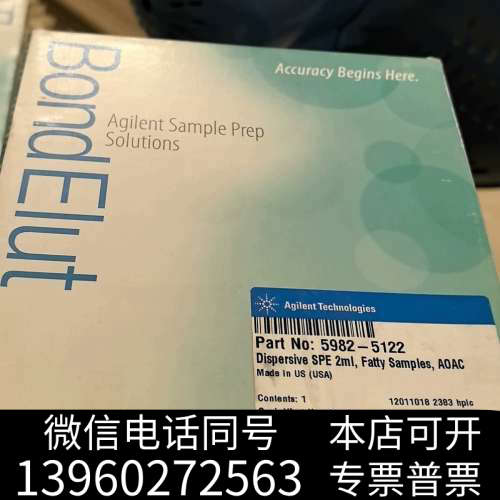 Accuracy Begins Here.
BondElut
Agilent Sample Prep
Solutions
Agilent Technologies
Part No: 5982-5122
Dispersive SPE 2ml, Fatty Samples, AOAC
Made in US (USA)
Contents: 1
12011018 2383 hplc
微信电话同号
本店可开
13960272563
专票普票